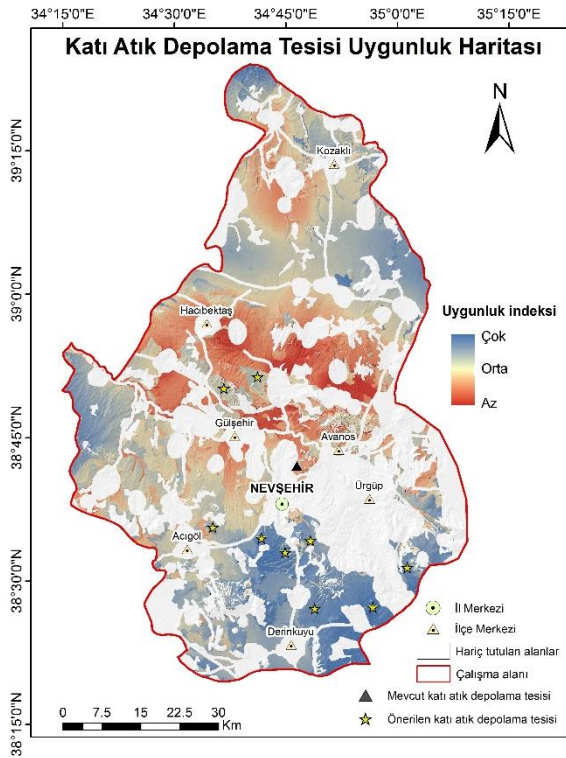 34°15'0"E 34°30'0"E 34°45'0"E 35°0'0"E 35°15'0"E
Katı Atık Depolama Tesisi Uygunluk Haritası
N
39°15'0"N
Kozaklı
39°0'0"N
Hacıbektaş
Uygunluk indeksi
Çok
Orta
Az
Gülşehir
38°45'0"N
Avanos
NEVŞEHİR
Ürgüp
Acıgöl
38°30'0"N
İl Merkezi
İlçe Merkezi
Derinkuyu
Hariç tutulan alanlar
Çalışma alanı
Mevcut katı atık depolama tesisi
Önerilen katı atık depolama tesisi
0 7.5 15 22.5 30
Km
38°15'0"N